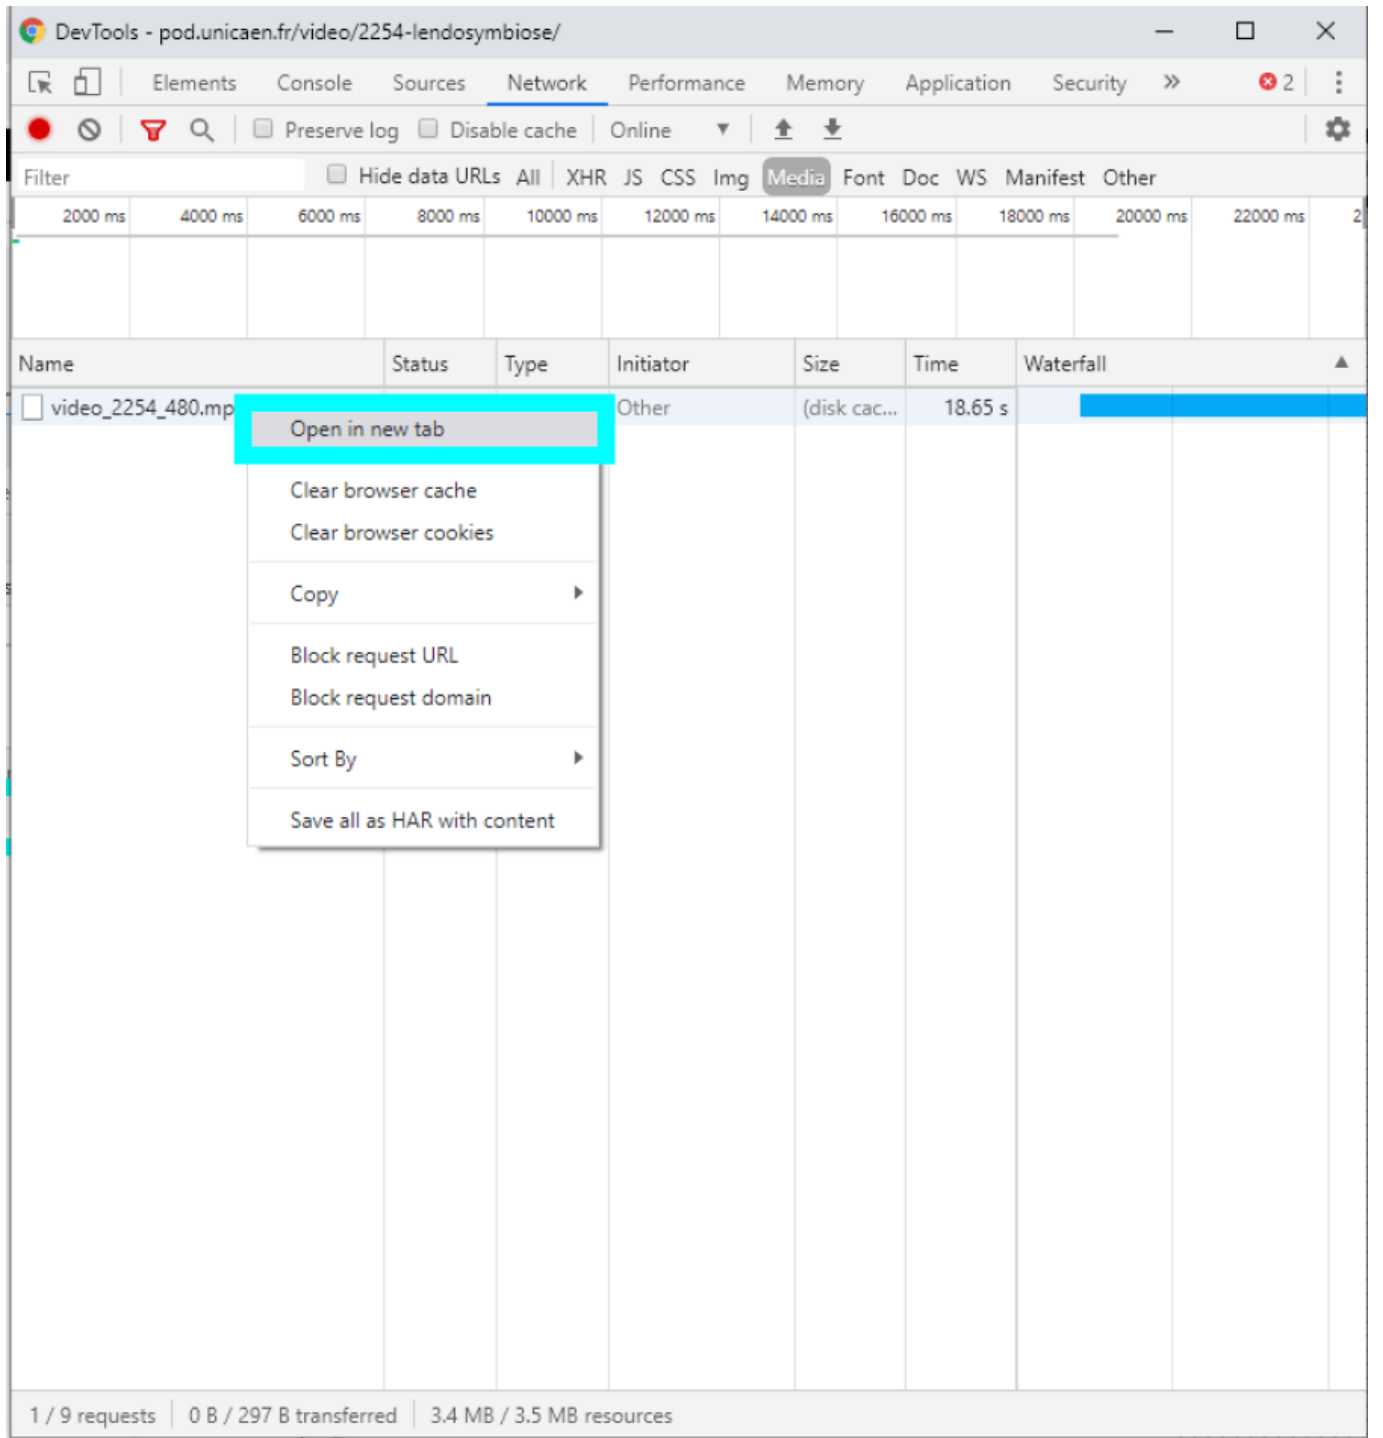 DevTools - pod.unicaen.fr/video/2254-lendosymbiose/
Elements Console Sources Network Performance Memory Application Security » 2
Preserve log Disable cache Online
Filter Hide data URLs All XHR JS CSS Img Media Font Doc WS Manifest Other
2000 ms 4000 ms 6000 ms 8000 ms 10000 ms 12000 ms 14000 ms 16000 ms 18000 ms 20000 ms 22000 ms 2
Name Status Type Initiator Size Time Waterfall
video_2254_480.mp Other (disk cac... 18.65 s
Open in new tab
Clear browser cache
Clear browser cookies
Copy
Block request URL
Block request domain
Sort By
Save all as HAR with content
1 / 9 requests 0 B / 297 B transferred 3.4 MB / 3.5 MB resources